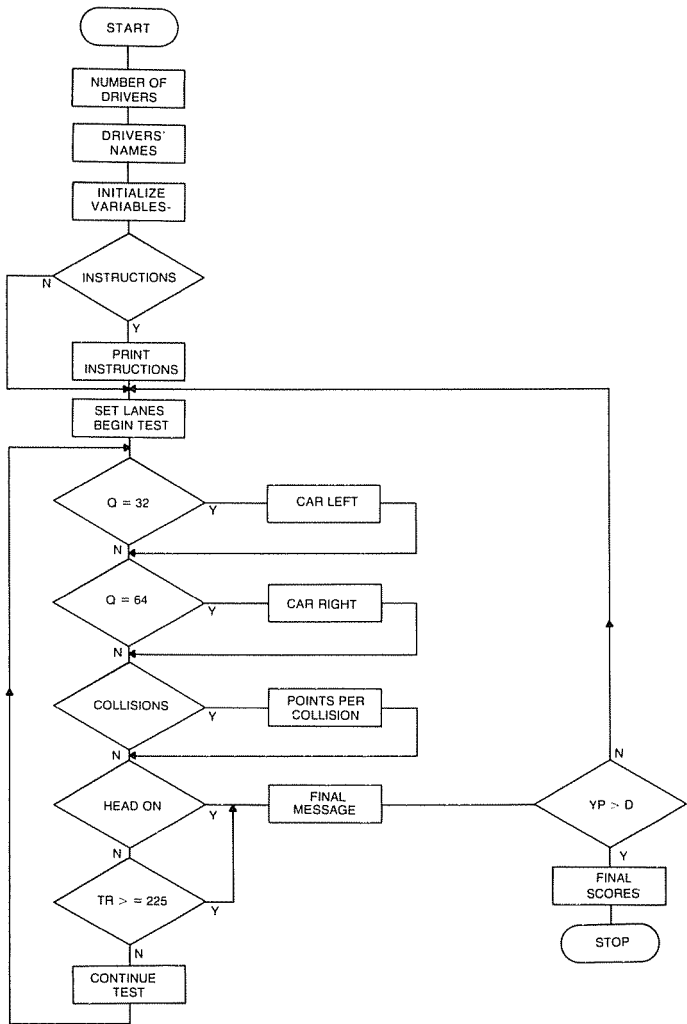 START
NUMBER OF
DRIVERS
DRIVERS'
NAMES
INITIALIZE
VARIABLES-
INSTRUCTIONS
N
Y
PRINT
INSTRUCTIONS
SET LANES
BEGIN TEST
Q = 32
Y
CAR LEFT
N
Q = 64
Y
CAR RIGHT
N
COLLISIONS
Y
POINTS PER
COLLISION
N
HEAD ON
Y
FINAL
MESSAGE
N
YP > D
N
Y
TR > = 225
Y
N
FINAL
SCORES
STOP
CONTINUE
TEST